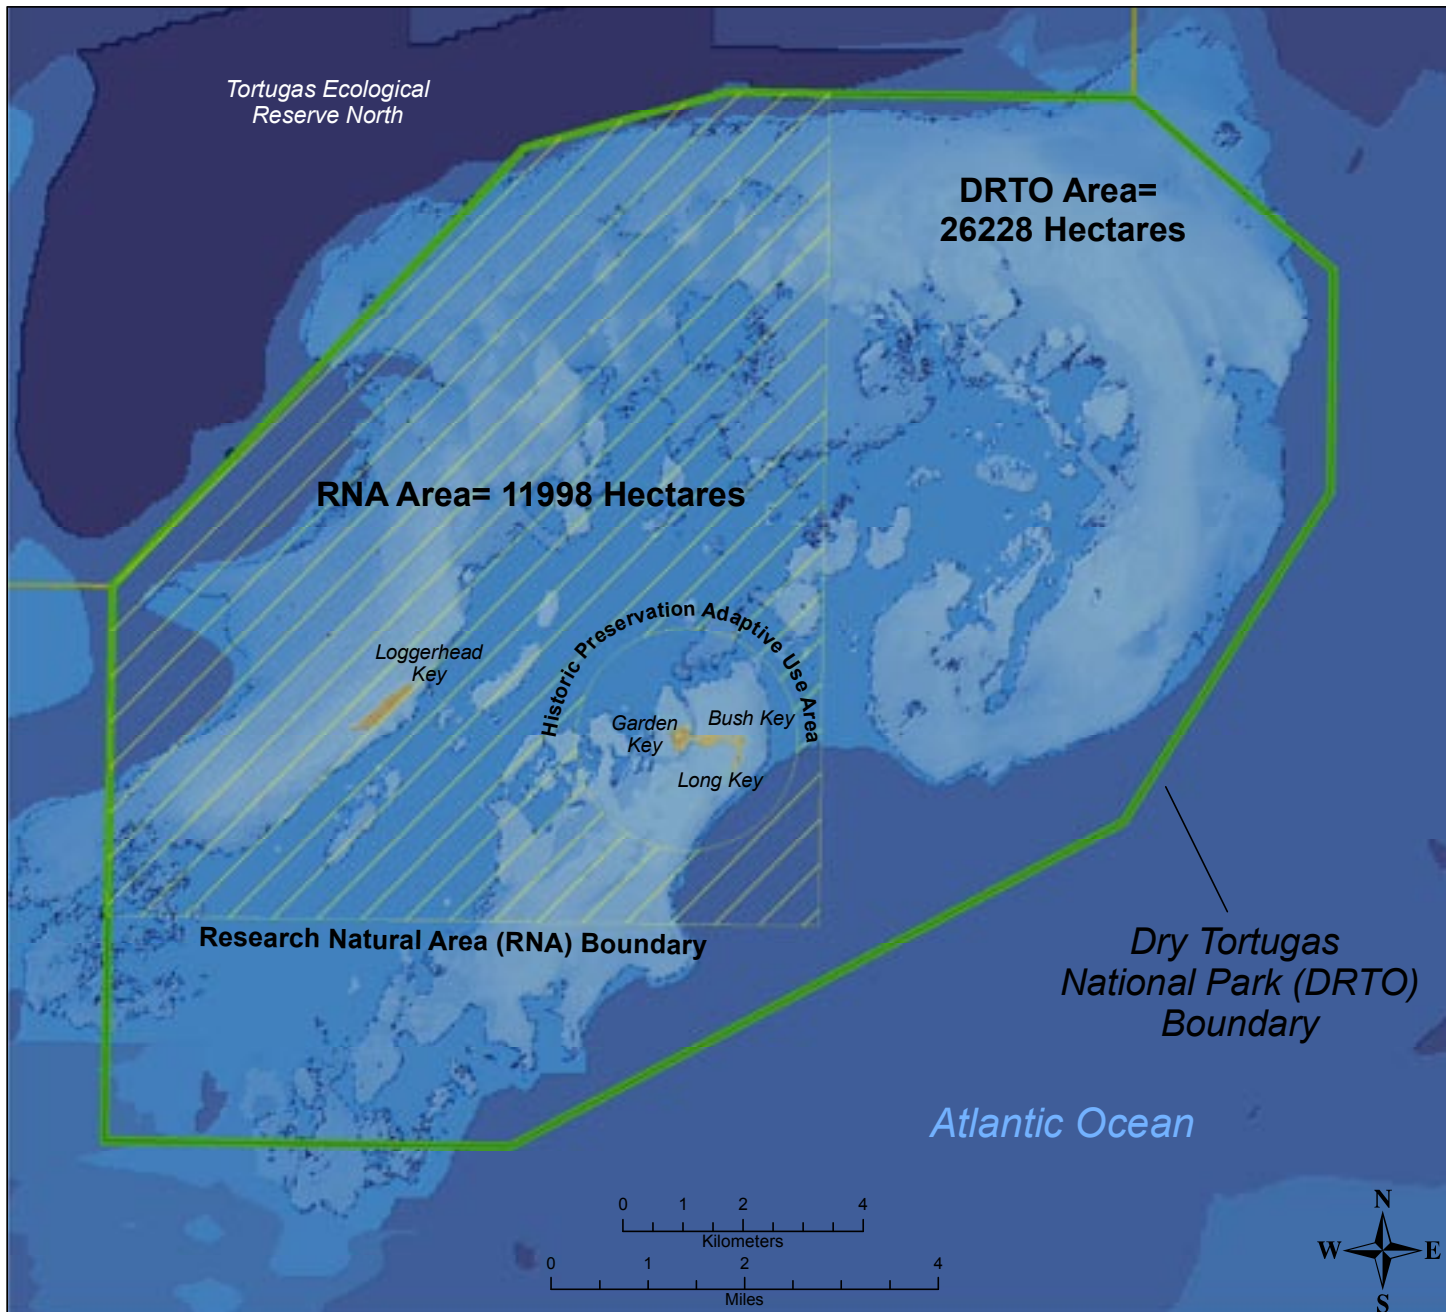 Tortugas Ecological
Reserve North
DRTO Area=
26228 Hectares
RNA Area= 11998 Hectares
Historic Preservation Adaptive Use Area
Loggerhead
Key
Garden
Key
Bush Key
Long Key
Research Natural Area (RNA) Boundary
Dry Tortugas
National Park (DRTO)
Boundary
Atlantic Ocean
0 1 2 4
Kilometers
0 1 2 4
Miles
N
W E
S